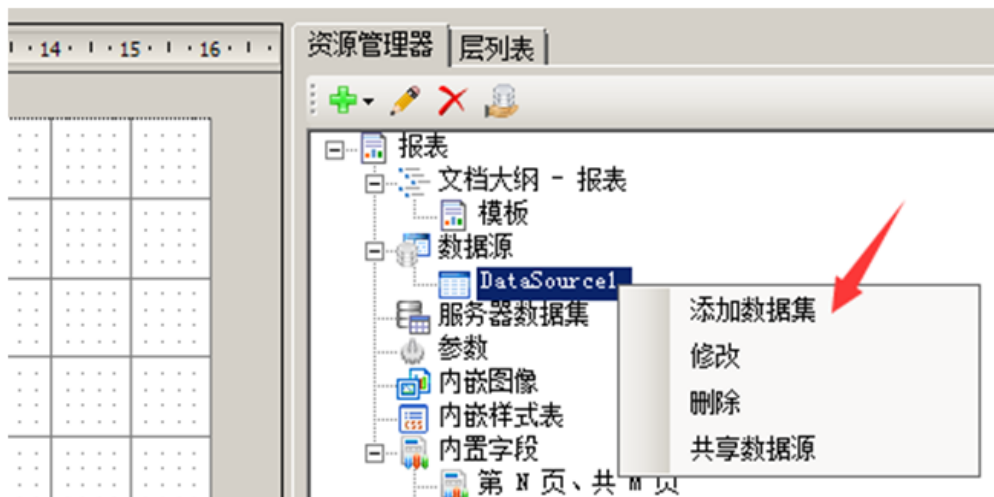 14 · 15 · 16
资源管理器 层列表
报表
文档大纲 - 报表
模板
数据源
DataSource1
添加数据集
服务器数据集
修改
参数
删除
内嵌图像
共享数据源
内嵌样式表
内置字段
第 N 页、共 M 页